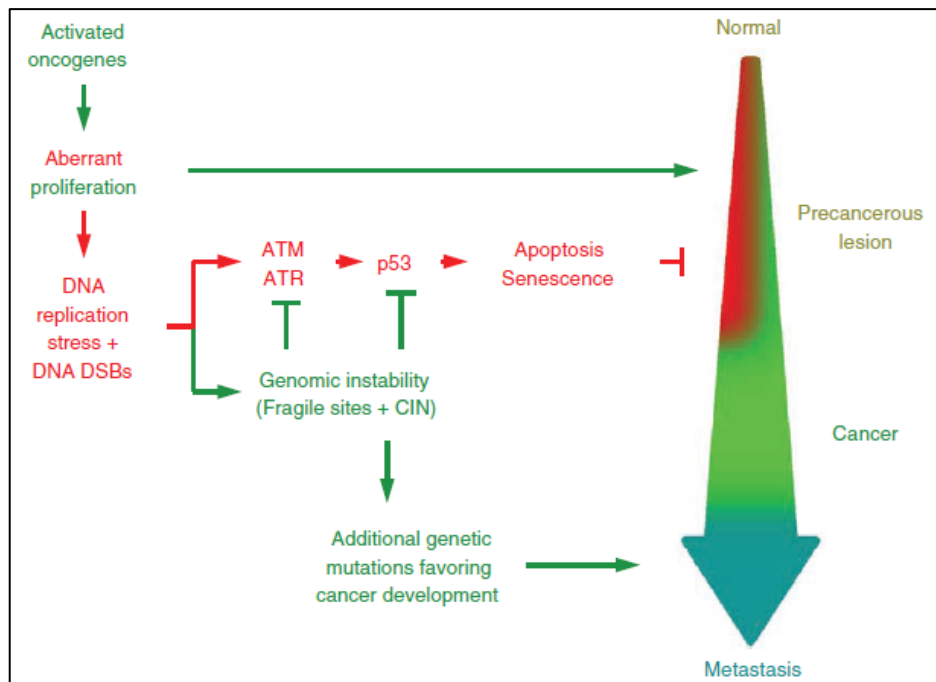 Activated
oncogenes
Normal
Aberrant
proliferation
Precancerous
lesion
ATM
ATR
p53
Apoptosis
Senescence
DNA
replication
stress +
DNA DSBs
Genomic instability
(Fragile sites + CIN)
Cancer
Additional genetic
mutations favoring
cancer development
Metastasis